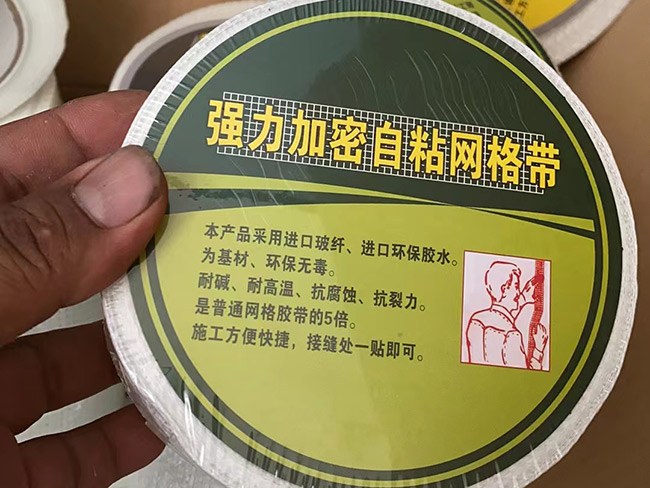 强力加密自粘网格带
本产品采用进口玻纤、进口环保胶水。
为基材、环保无毒。
耐碱、耐高温、抗腐蚀、抗裂力。
是普通网格胶带的5倍。
施工方便快捷，接缝处一贴即可。